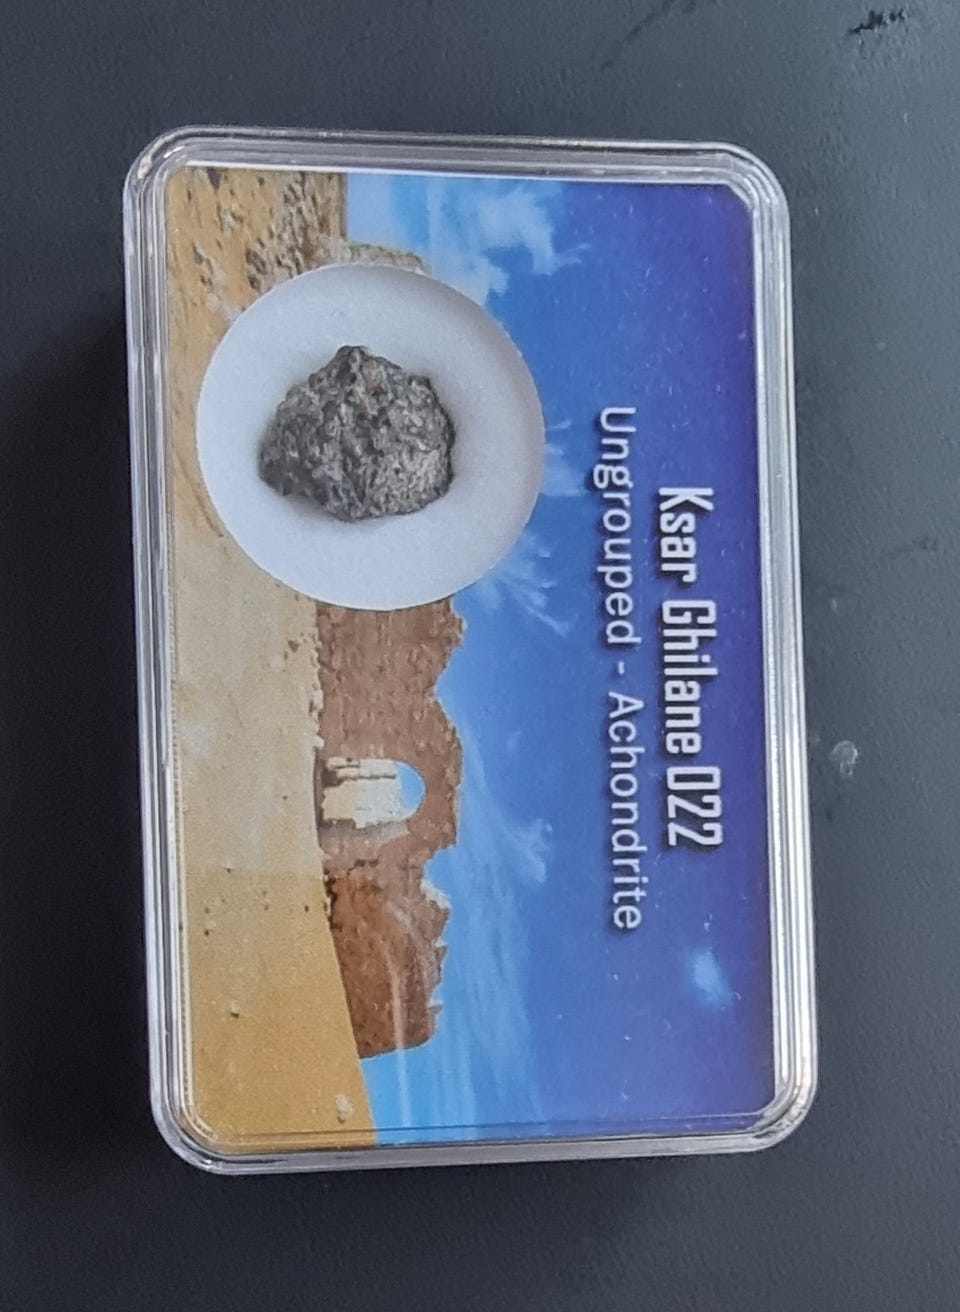 Ksar Ghilane 022
Ungrouped - Achondrite